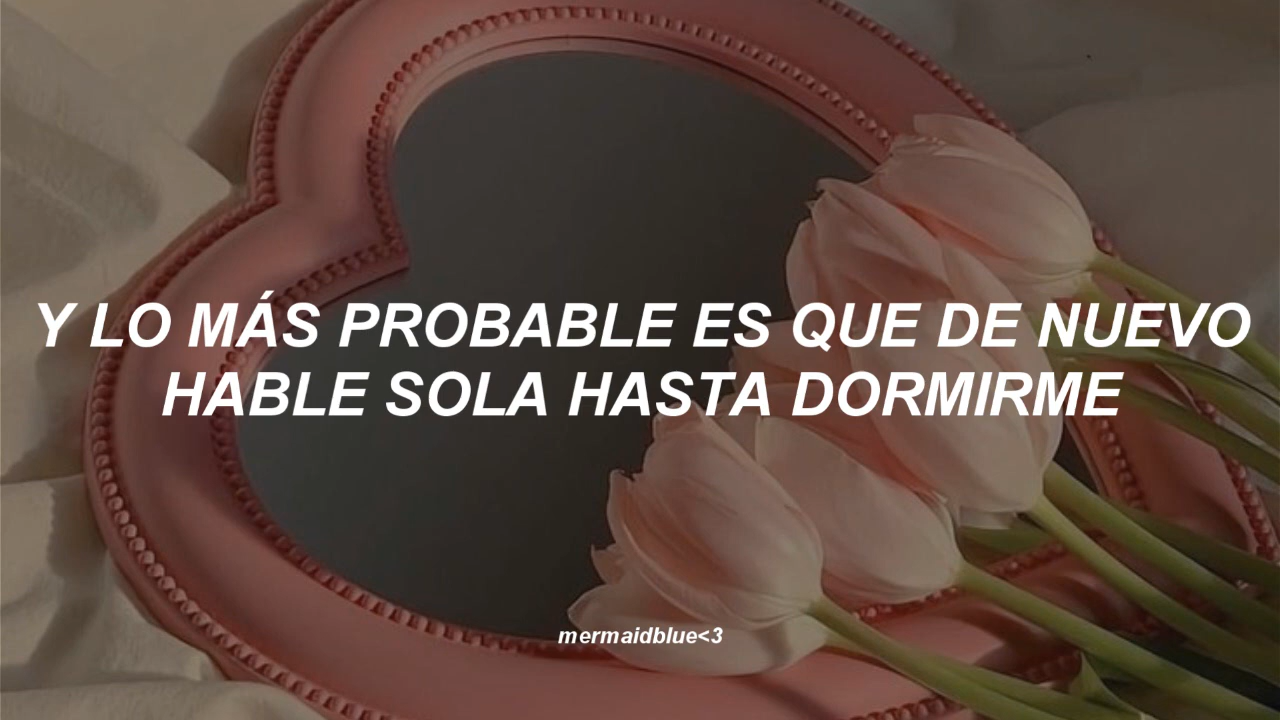 Y LO MÁS PROBABLE ES QUE DE NUEVO
HABLE SOLA HASTA DORMIRME
mermaidblue<3